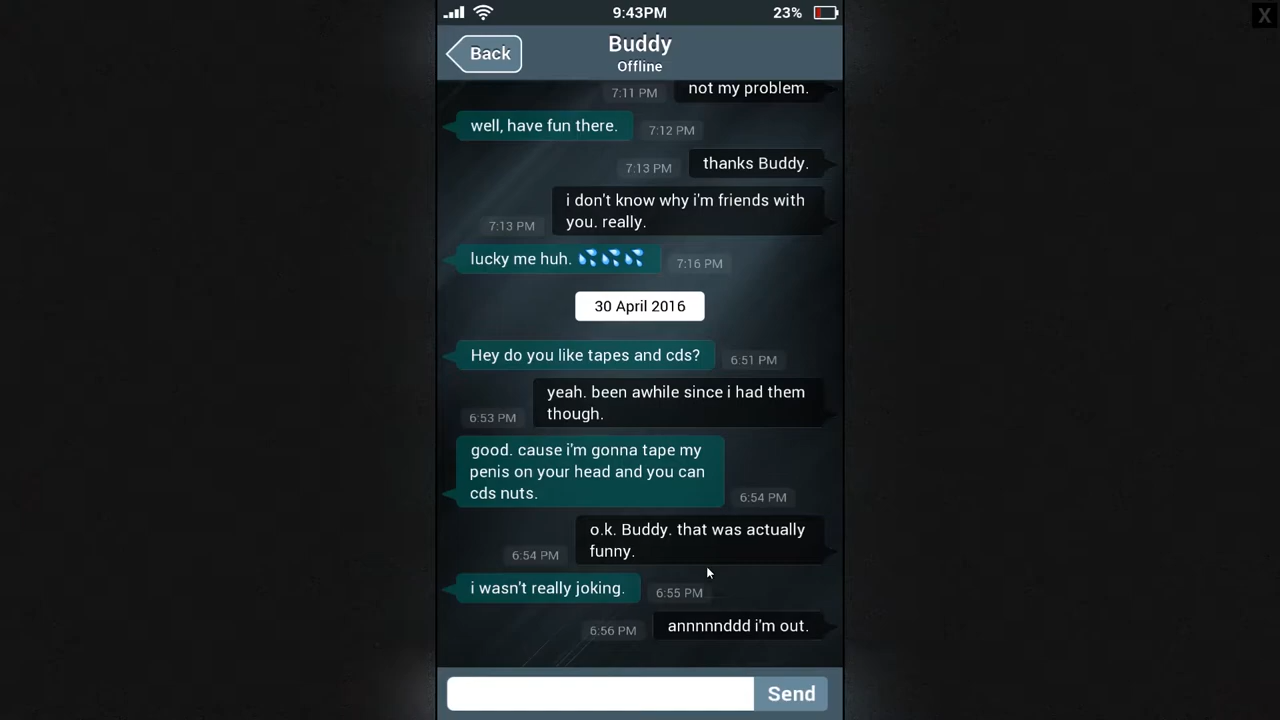 9:43PM
23%
X
Back
Buddy
Offline
not my problem.
7:11 PM
well, have fun there.
7:12 PM
thanks Buddy.
7:13 PM
i don't know why i'm friends with
you. really.
7:13 PM
lucky me huh. 💦💦💦
7:16 PM
30 April 2016
Hey do you like tapes and cds?
6:51 PM
yeah. been awhile since i had them
though.
6:53 PM
good. cause i'm gonna tape my
penis on your head and you can
cds nuts.
6:54 PM
o.k. Buddy. that was actually
funny.
6:54 PM
i wasn't really joking.
6:55 PM
annnnnddd i'm out.
6:56 PM
Send